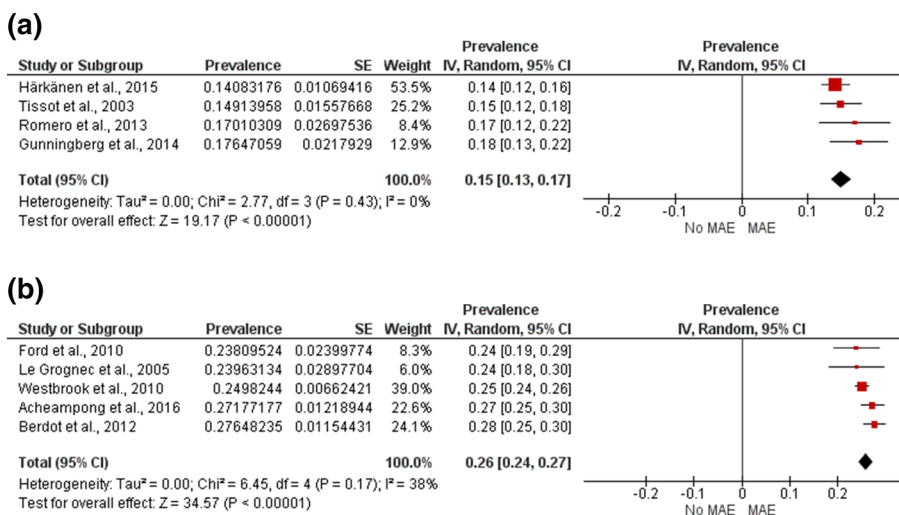 (a)
Prevalence Prevalence
Study or Subgroup Prevalence SE Weight IV, Random, 95% CI IV, Random, 95% CI
Härkänen et al., 2015 0.14083176 0.01069416 53.5% 0.14 [0.12, 0.16]
Tissot et al., 2003 0.14913958 0.01557668 25.2% 0.15 [0.12, 0.18]
Romero et al., 2013 0.17010309 0.02697536 8.4% 0.17 [0.12, 0.22]
Gunningberg et al., 2014 0.17647059 0.0217929 12.9% 0.18 [0.13, 0.22]
Total (95% CI) 100.0% 0.15 [0.13, 0.17]
Heterogeneity: Tau² = 0.00; Chi² = 2.77, df = 3 (P = 0.43); I² = 0%
Test for overall effect: Z = 19.17 (P < 0.00001)
-0.2 -0.1 0 0.1 0.2
No MAE MAE
(b)
Prevalence Prevalence
Study or Subgroup Prevalence SE Weight IV, Random, 95% CI IV, Random, 95% CI
Ford et al., 2010 0.23809524 0.02399774 8.3% 0.24 [0.19, 0.29]
Le Grognec et al., 2005 0.23963134 0.02897704 6.0% 0.24 [0.18, 0.30]
Westbrook et al., 2010 0.2498244 0.00662421 39.0% 0.25 [0.24, 0.26]
Acheampong et al., 2016 0.27177177 0.01218944 22.6% 0.27 [0.25, 0.30]
Berdot et al., 2012 0.27648235 0.01154431 24.1% 0.28 [0.25, 0.30]
Total (95% CI) 100.0% 0.26 [0.24, 0.27]
Heterogeneity: Tau² = 0.00; Chi² = 6.45, df = 4 (P = 0.17); I² = 38%
Test for overall effect: Z = 34.57 (P < 0.00001)
-0.2 -0.1 0 0.1 0.2
No MAE MAE